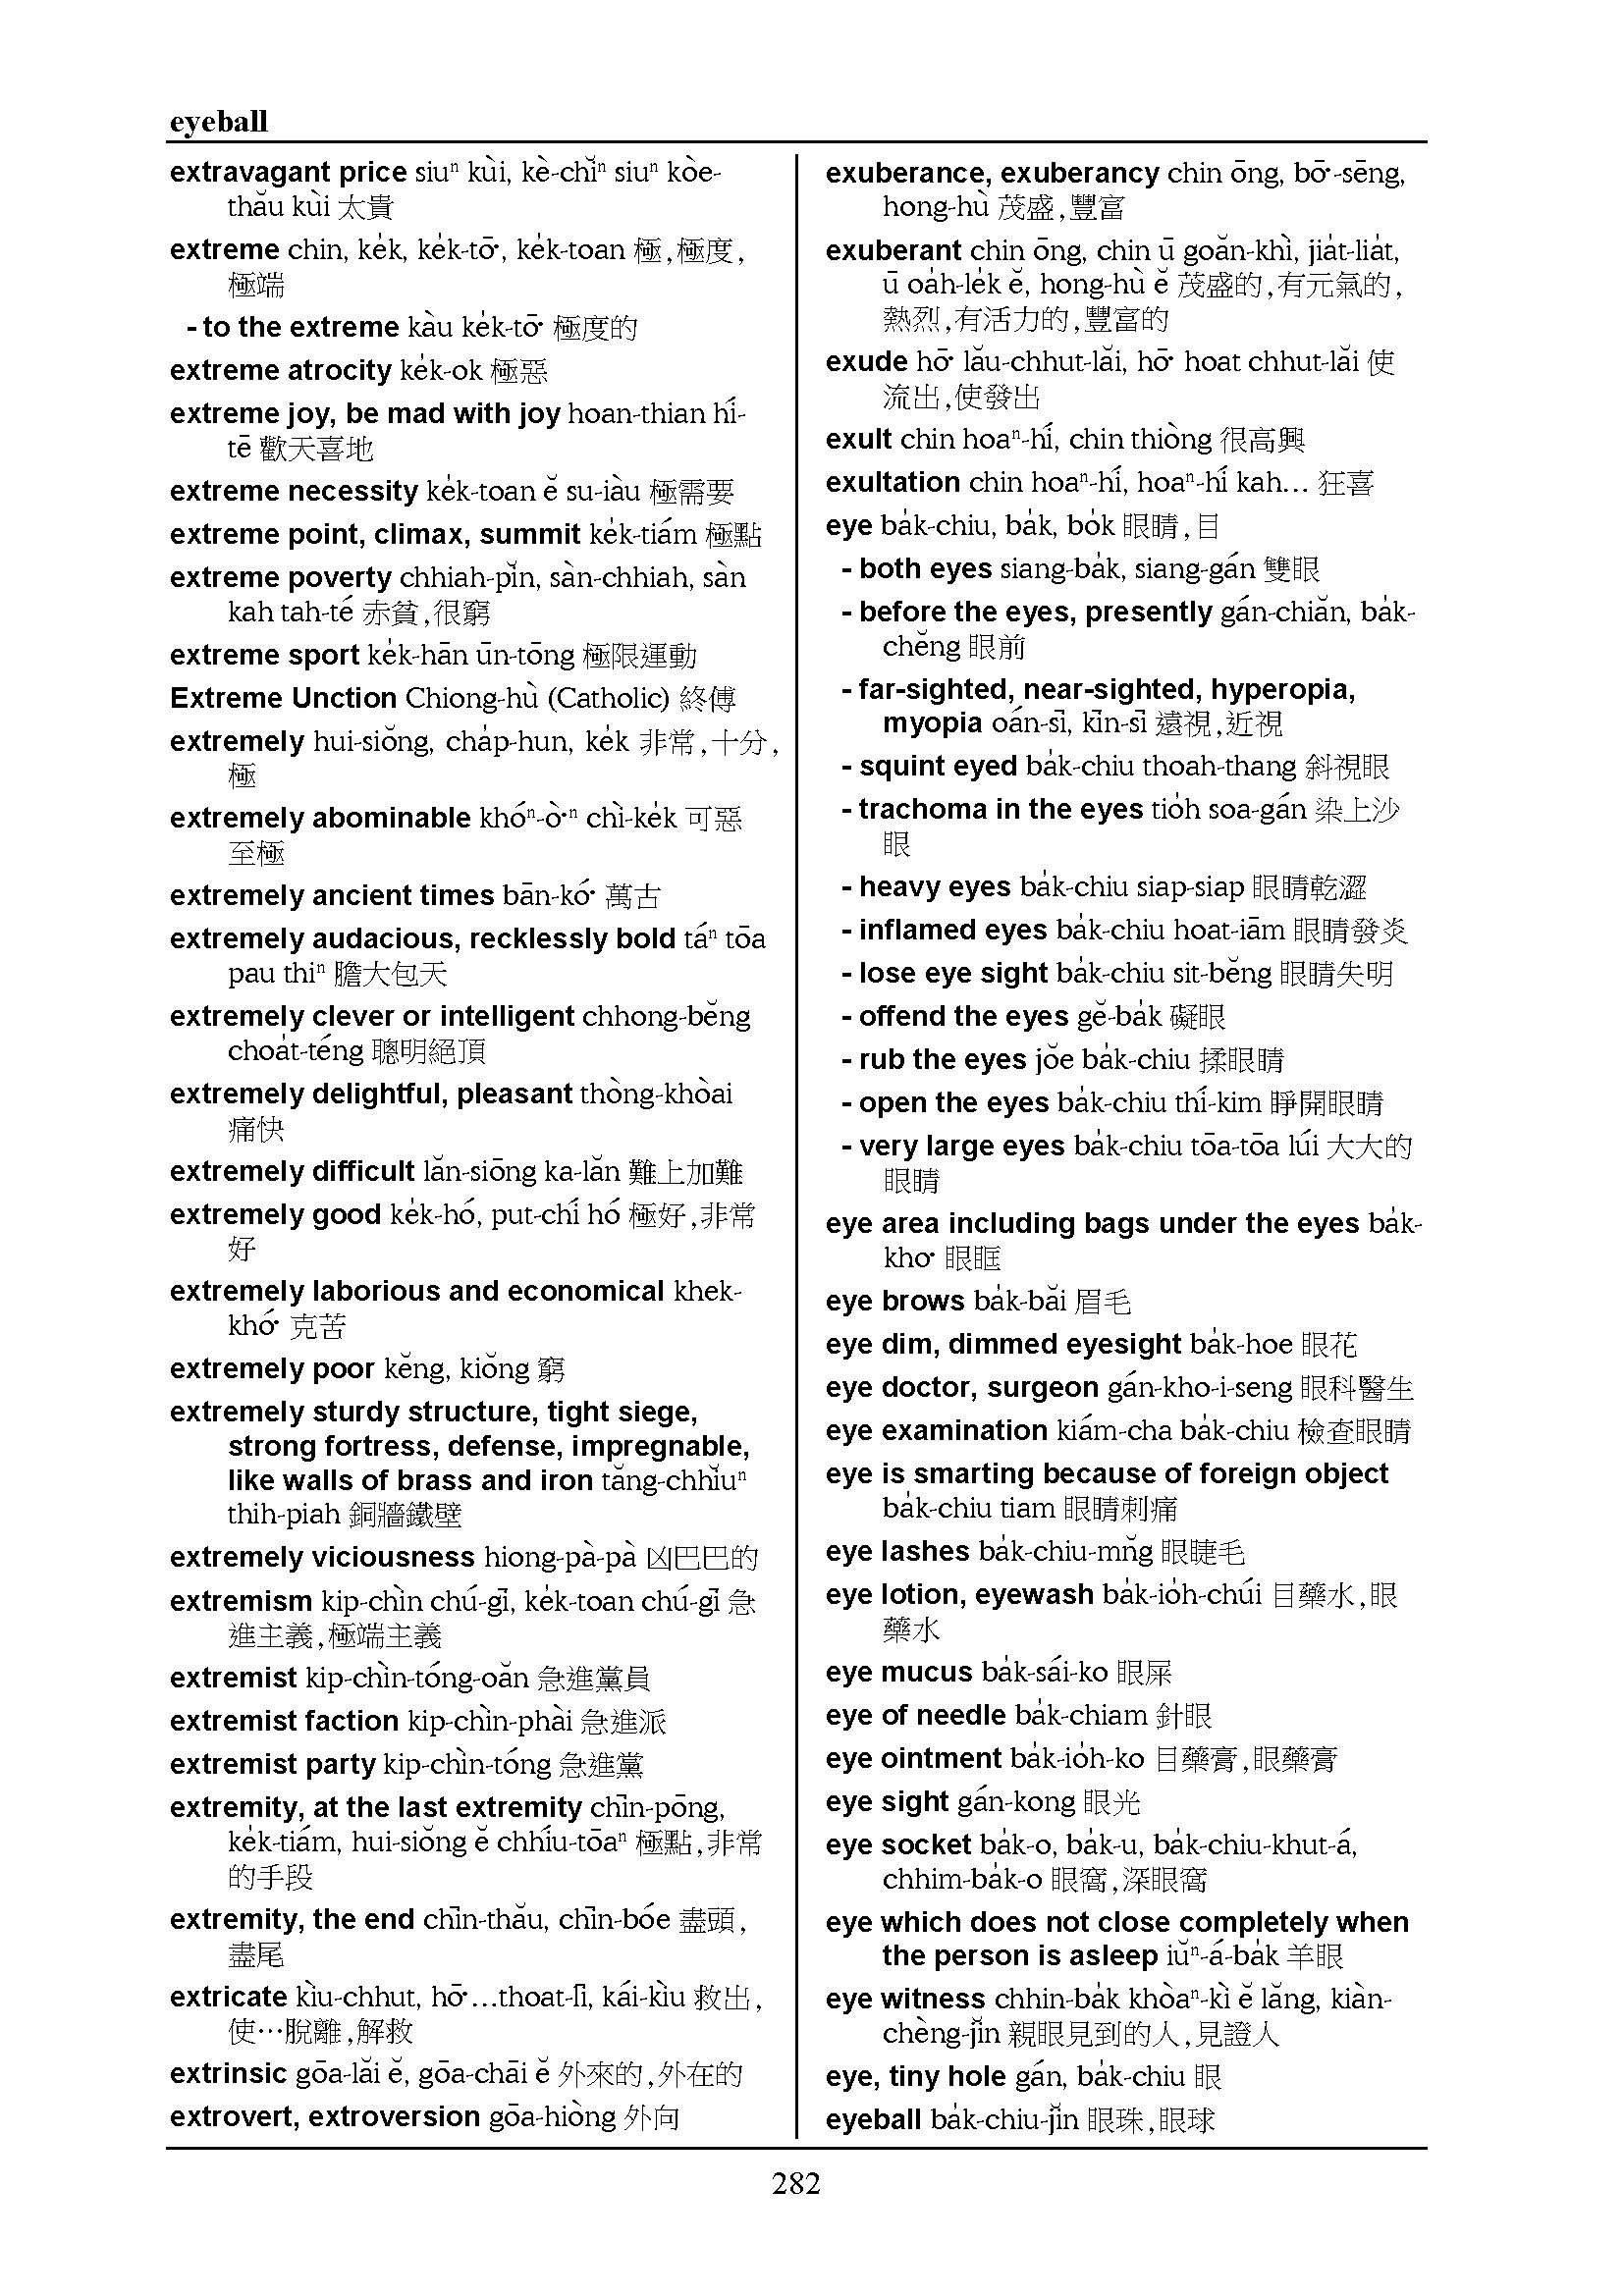 eyeball
extravagant price siuⁿ kùi, kè-chĭⁿ siuⁿ kòe-
thău kùi 太貴
extreme chin, ke̍k, ke̍k-tō͘, ke̍k-toan 極,極度,
極端
- to the extreme kàu ke̍k-tō͘ 極度的
extreme atrocity ke̍k-ok 極惡
extreme joy, be mad with joy hoan-thian hí-
tē 歡天喜地
extreme necessity ke̍k-toan ĕ su-iàu 極需要
extreme point, climax, summit ke̍k-tiám 極點
extreme poverty chhiah-pĭn, sàn-chhiah, sàn
kah tah-té 赤貧,很窮
extreme sport ke̍k-hān ūn-tōng 極限運動
Extreme Unction Chiong-hù (Catholic) 終傅
extremely hui-siŏng, cha̍p-hun, ke̍k 非常,十分,
極
extremely abominable khóⁿ-ò͘ⁿ chì-ke̍k 可惡
至極
extremely ancient times bān-kó͘ 萬古
extremely audacious, recklessly bold táⁿ tōa
pau thiⁿ 膽大包天
extremely clever or intelligent chhong-bĕng
choa̍t-téng 聰明絕頂
extremely delightful, pleasant thòng-khòai
痛快
extremely difficult lăn-siōng ka-lăn 難上加難
extremely good ke̍k-hó, put-chí hó 極好,非常
好
extremely laborious and economical khek-
khó͘ 克苦
extremely poor kĕng, kiŏng 窮
extremely sturdy structure, tight siege,
strong fortress, defense, impregnable,
like walls of brass and iron tăng-chhĭuⁿ
thih-piah 銅牆鐵壁
extremely viciousness hiong-pà-pà 凶巴巴的
extremism kip-chìn chú-gī, ke̍k-toan chú-gī 急
進主義,極端主義
extremist kip-chìn-tóng-oăn 急進黨員
extremist faction kip-chìn-phài 急進派
extremist party kip-chìn-tóng 急進黨
extremity, at the last extremity chīn-pōng,
ke̍k-tiám, hui-siŏng ĕ chhíu-tōaⁿ 極點,非常
的手段
extremity, the end chīn-thău, chīn-bóe 盡頭,
盡尾
extricate kìu-chhut, hō͘…thoat-lī, kái-kìu 救出,
使…脫離,解救
extrinsic gōa-lăi ĕ, gōa-chāi ĕ 外來的,外在的
extrovert, extroversion gōa-hiòng 外向
exuberance, exuberancy chin ōng, bō͘-sēng,
hong-hù 茂盛,豐富
exuberant chin ōng, chin ū goăn-khì, jia̍t-lia̍t,
ū oa̍h-le̍k ĕ, hong-hù ĕ 茂盛的,有元氣的,
熱烈,有活力的,豐富的
exude hō͘ lău-chhut-lăi, hō͘ hoat chhut-lăi 使
流出,使發出
exult chin hoaⁿ-hí, chin thiòng 很高興
exultation chin hoaⁿ-hí, hoaⁿ-hí kah… 狂喜
eye ba̍k-chiu, ba̍k, bo̍k 眼睛,目
- both eyes siang-ba̍k, siang-gán 雙眼
- before the eyes, presently gán-chiăn, ba̍k-
chĕng 眼前
- far-sighted, near-sighted, hyperopia,
myopia oán-sī, kīn-sī 遠視,近視
- squint eyed ba̍k-chiu thoah-thang 斜視眼
- trachoma in the eyes tio̍h soa-gán 染上沙
眼
- heavy eyes ba̍k-chiu siap-siap 眼睛乾澀
- inflamed eyes ba̍k-chiu hoat-iām 眼睛發炎
- lose eye sight ba̍k-chiu sit-bĕng 眼睛失明
- offend the eyes gĕ-ba̍k 礙眼
- rub the eyes jŏe ba̍k-chiu 揉眼睛
- open the eyes ba̍k-chiu thí-kim 睜開眼睛
- very large eyes ba̍k-chiu tōa-tōa lúi 大大的
眼睛
eye area including bags under the eyes ba̍k-
kho͘ 眼眶
eye brows ba̍k-băi 眉毛
eye dim, dimmed eyesight ba̍k-hoe 眼花
eye doctor, surgeon gán-kho-i-seng 眼科醫生
eye examination kiám-cha ba̍k-chiu 檢查眼睛
eye is smarting because of foreign object
ba̍k-chiu tiam 眼睛刺痛
eye lashes ba̍k-chiu-mn̆g 眼睫毛
eye lotion, eyewash ba̍k-io̍h-chúi 目藥水,眼
藥水
eye mucus ba̍k-sái-ko 眼屎
eye of needle ba̍k-chiam 針眼
eye ointment ba̍k-io̍h-ko 目藥膏,眼藥膏
eye sight gán-kong 眼光
eye socket ba̍k-o, ba̍k-u, ba̍k-chiu-khut-á,
chhim-ba̍k-o 眼窩,深眼窩
eye which does not close completely when
the person is asleep iŭⁿ-á-ba̍k 羊眼
eye witness chhin-ba̍k khòaⁿ-kì ĕ lăng, kiàn-
chèng-jĭn 親眼見到的人,見證人
eye, tiny hole gán, ba̍k-chiu 眼
eyeball ba̍k-chiu-jĭn 眼珠,眼球
282